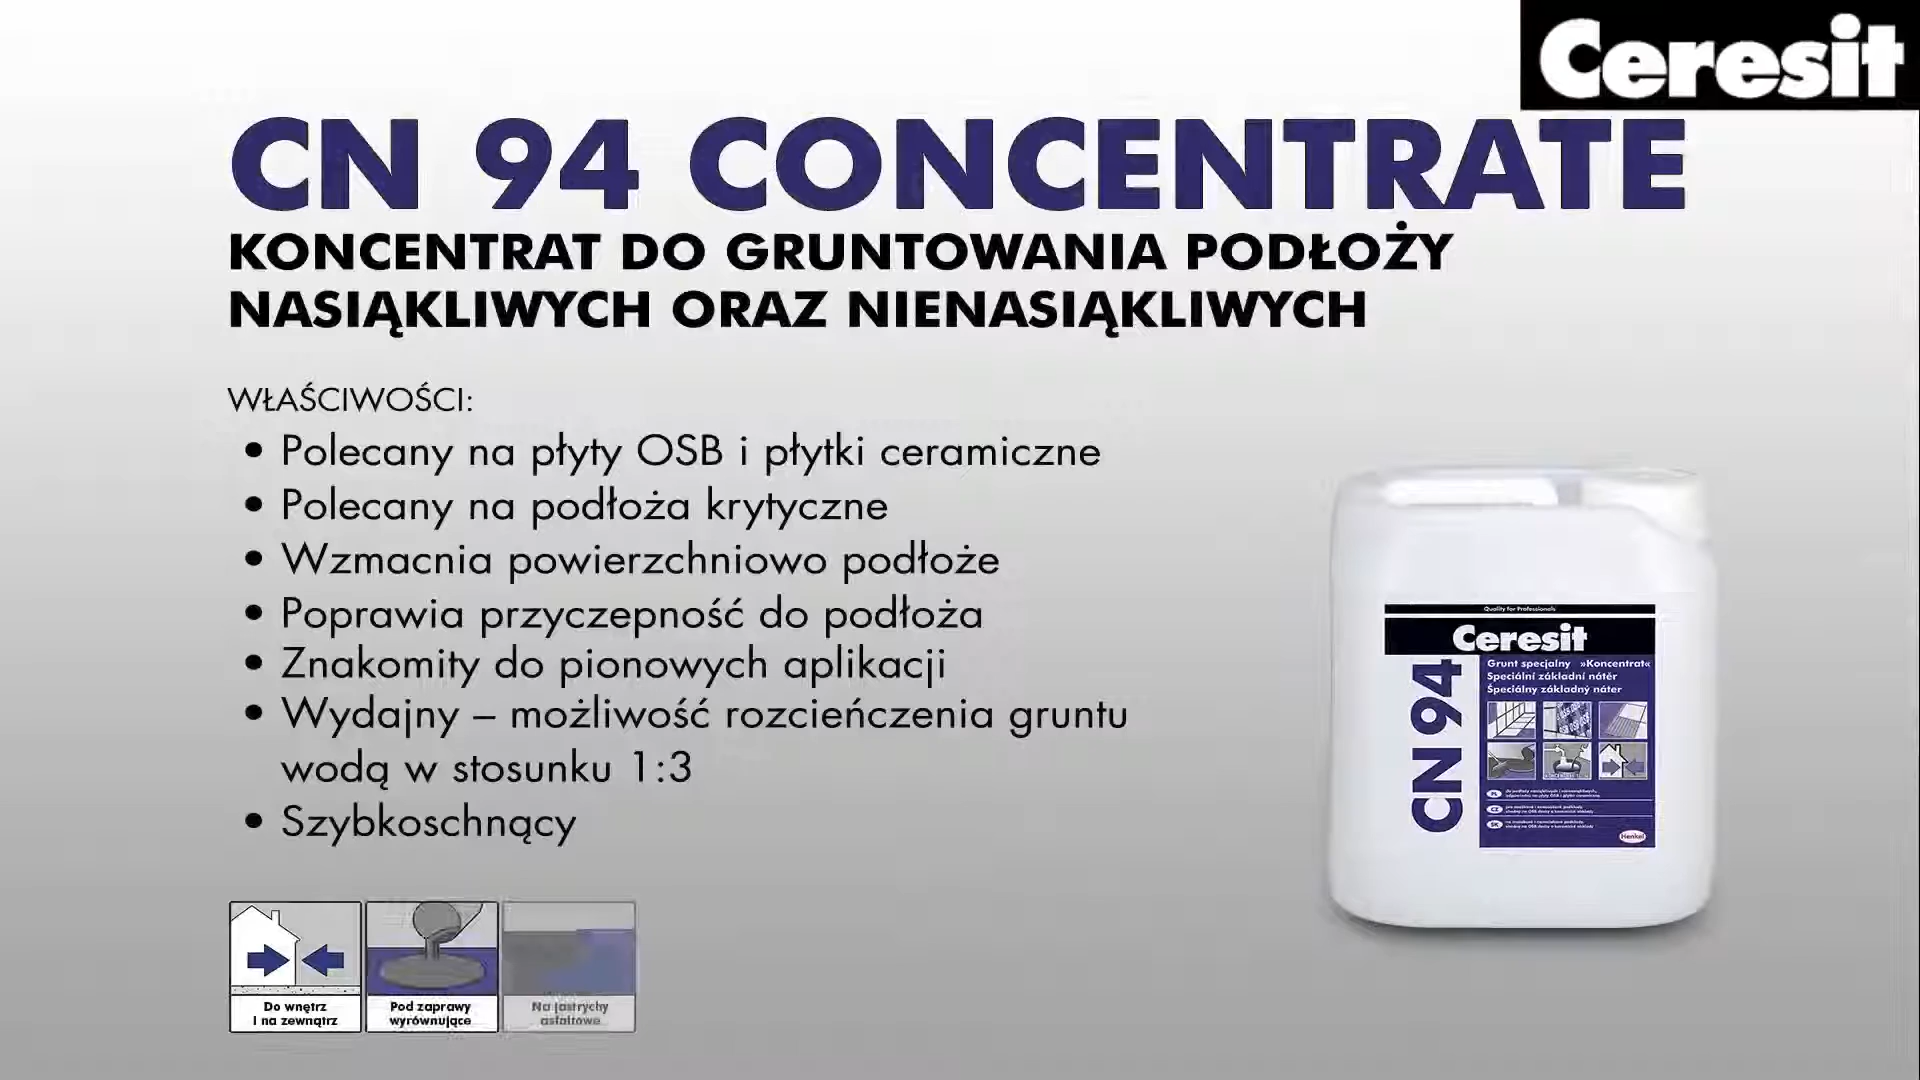 Ceresit
CN 94 CONCENTRATE
KONCENTRAT DO GRUNTOWANIA PODŁOŻY
NASIĄKLIWYCH ORAZ NIENASIĄKLIWYCH
WŁAŚCIWOŚCI:
• Polecany na płyty OSB i płytki ceramiczne
• Polecany na podłoża krytyczne
• Wzmacnia powierzchniowo podłoże
• Poprawia przyczepność do podłoża
• Znakomity do pionowych aplikacji
• Wydajny – możliwość rozcieńczenia gruntu
wodą w stosunku 1:3
• Szybkoschnący
Quality for Professionals
Ceresit
CN 94
Grunt specjalny »Koncentrat«
Speciální základní nátěr
Špeciálny základný náter
PL
CZ
SK
Henkel
Do wnętrz
i na zewnątrz
Pod zaprawy
wyrównujące
Na jastrychy
asfaltowe